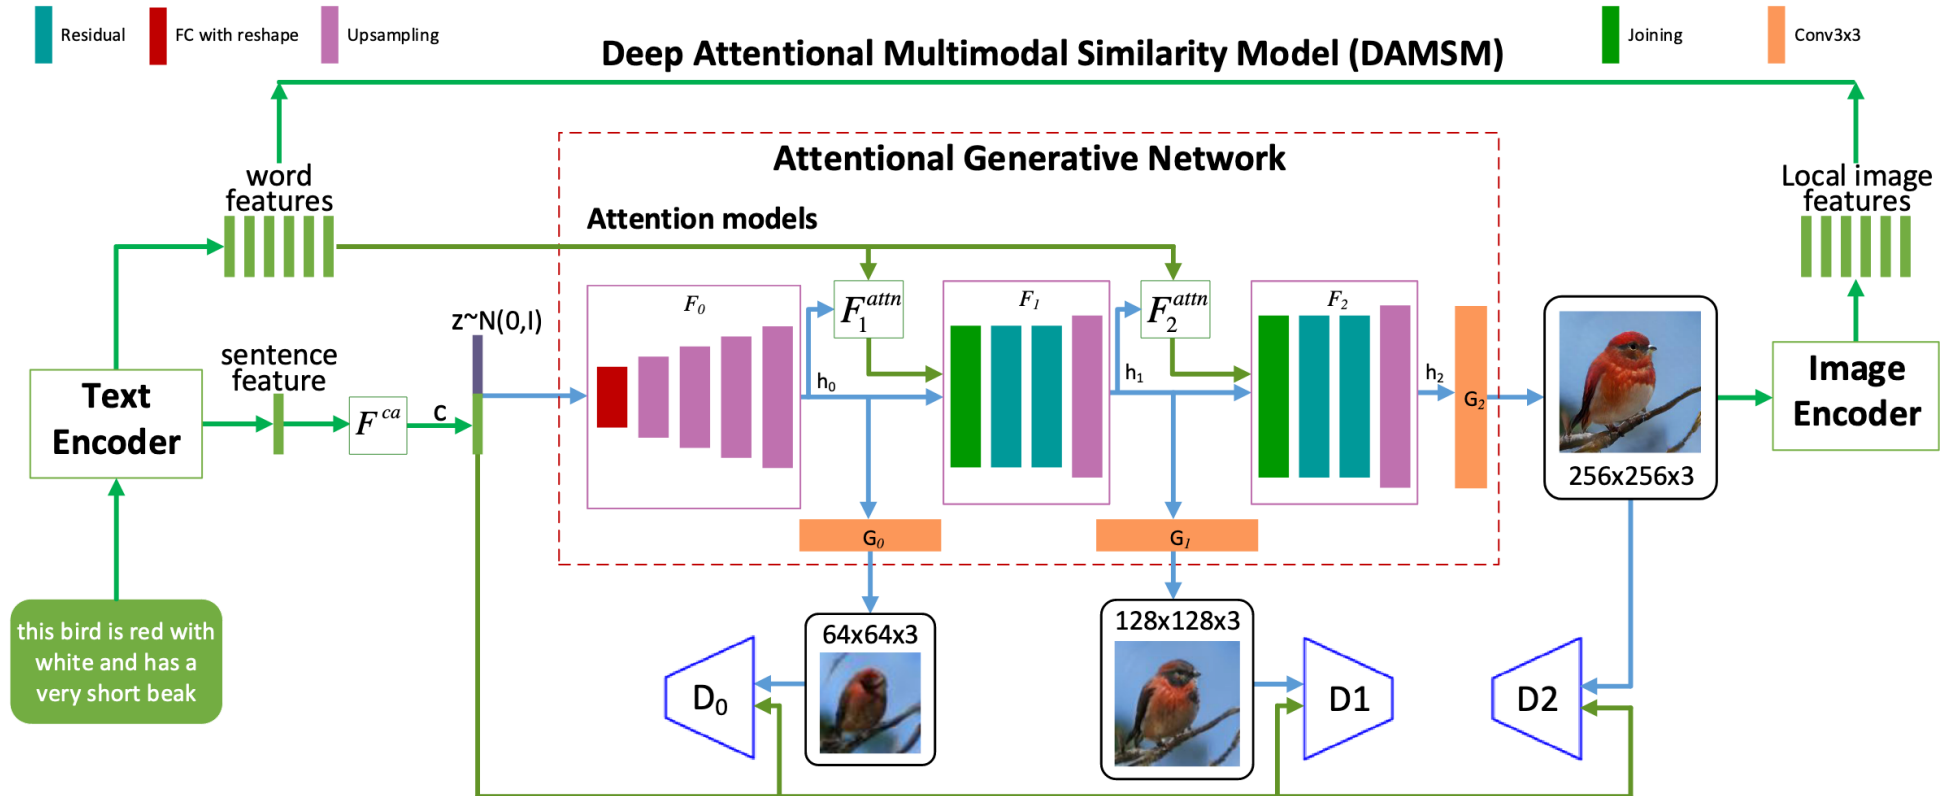 Residual
FC with reshape
Upsampling
Joining
Conv3x3
Deep Attentional Multimodal Similarity Model (DAMSM)
Attentional Generative Network
word
features
Local image
features
Attention models
z~N(0,I)
F₀
F₁^attn
F₁
F₂^attn
F₂
sentence
feature
Text
Encoder
F^ca
c
h₀
h₁
h₂
G₂
256x256x3
Image
Encoder
G₀
G₁
this bird is red with
white and has a
very short beak
64x64x3
128x128x3
D₀
D1
D2